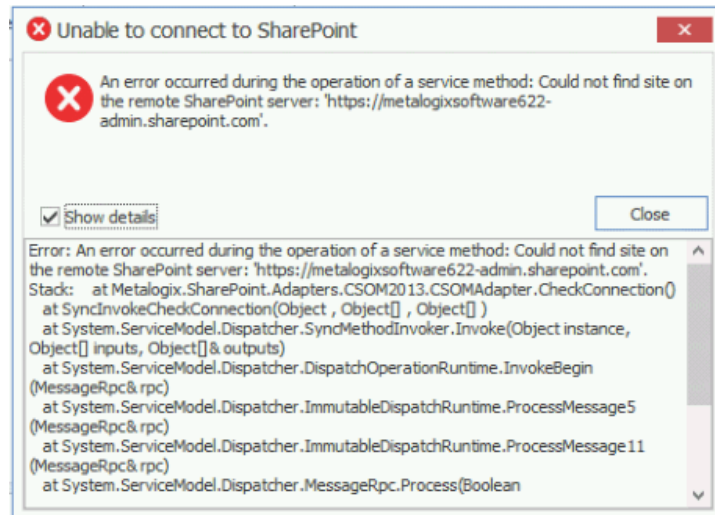 Unable to connect to SharePoint
An error occurred during the operation of a service method: Could not find site on
the remote SharePoint server: 'https://metalogixsoftware622-
admin.sharepoint.com'.
Show details
Close
Error: An error occurred during the operation of a service method: Could not find site on
the remote SharePoint server: 'https://metalogixsoftware622-admin.sharepoint.com'.
Stack:    at Metalogix.SharePoint.Adapters.CSOM2013.CSOMAdapter.CheckConnection()
at SyncInvokeCheckConnection(Object , Object[] , Object[] )
at System.ServiceModel.Dispatcher.SyncMethodInvoker.Invoke(Object instance,
Object[] inputs, Object[]& outputs)
at System.ServiceModel.Dispatcher.DispatchOperationRuntime.InvokeBegin
(MessageRpc& rpc)
at System.ServiceModel.Dispatcher.ImmutableDispatchRuntime.ProcessMessage5
(MessageRpc& rpc)
at System.ServiceModel.Dispatcher.ImmutableDispatchRuntime.ProcessMessage11
(MessageRpc& rpc)
at System.ServiceModel.Dispatcher.MessageRpc.Process(Boolean